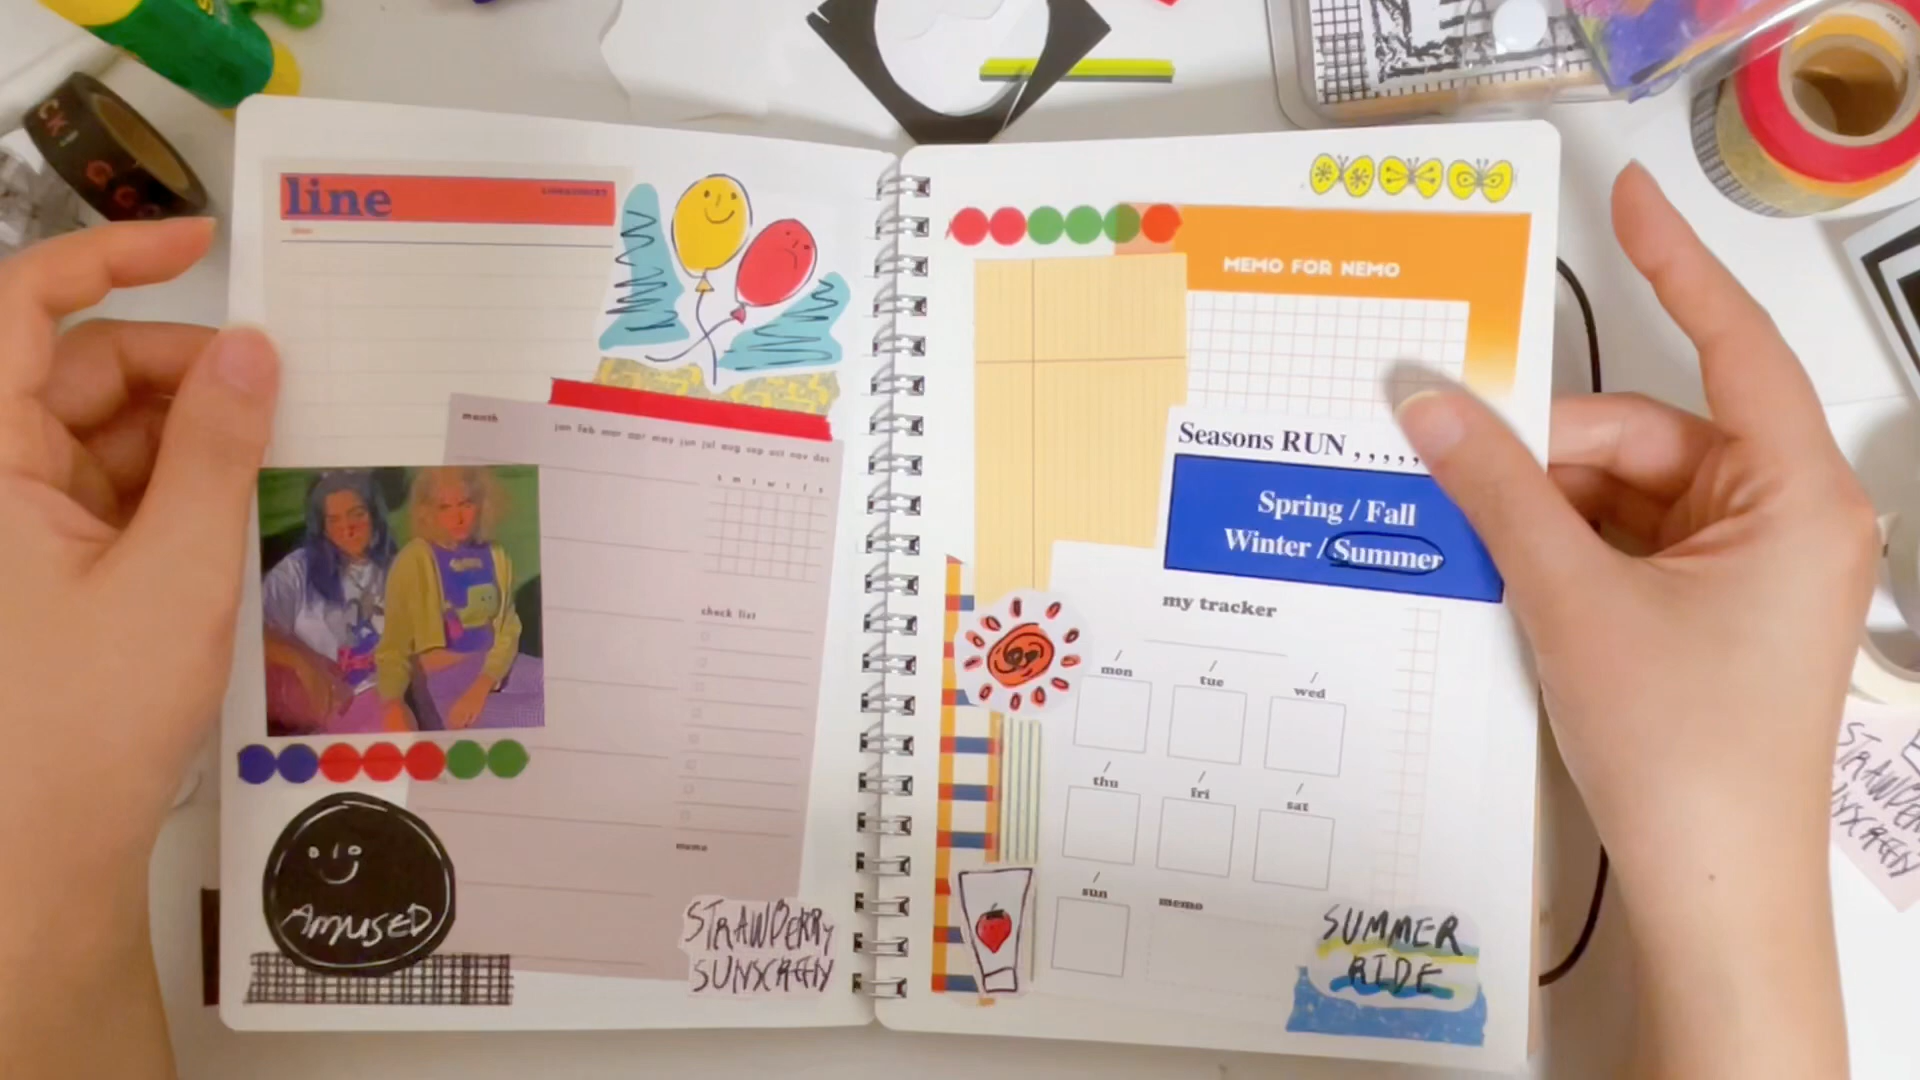 line
month
jan feb mar apr may jun jul aug sep oct nov dec
s m t w t f s
check list
memo
AMUSED
STRAWBERRY
SUNSCREEN
MEMO FOR NEMO
Seasons RUN , , , , ,
Spring / Fall
Winter / Summer
my tracker
/ / /
mon tue wed
/ / /
thu fri sat
/
sun
memo
SUMMER
RIDE
STRAWBERRY
SUNSCREEN